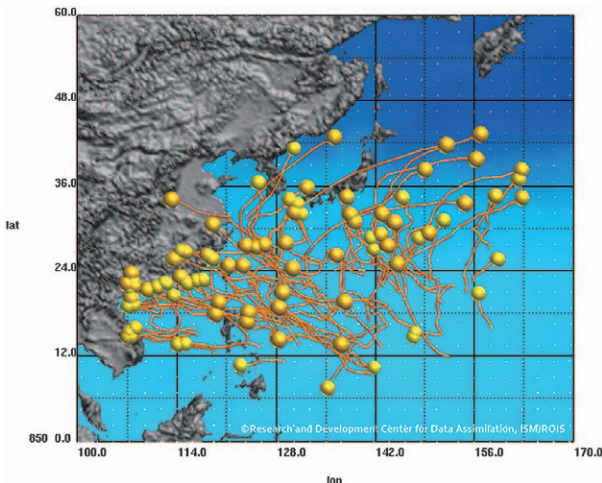 60.0
48.0
36.0
lat
24.0
12.0
©Research and Development Center for Data Assimilation, ISM/ROIS
850 0.0
100.0 114.0 128.0 142.0 156.0 170.0
lon